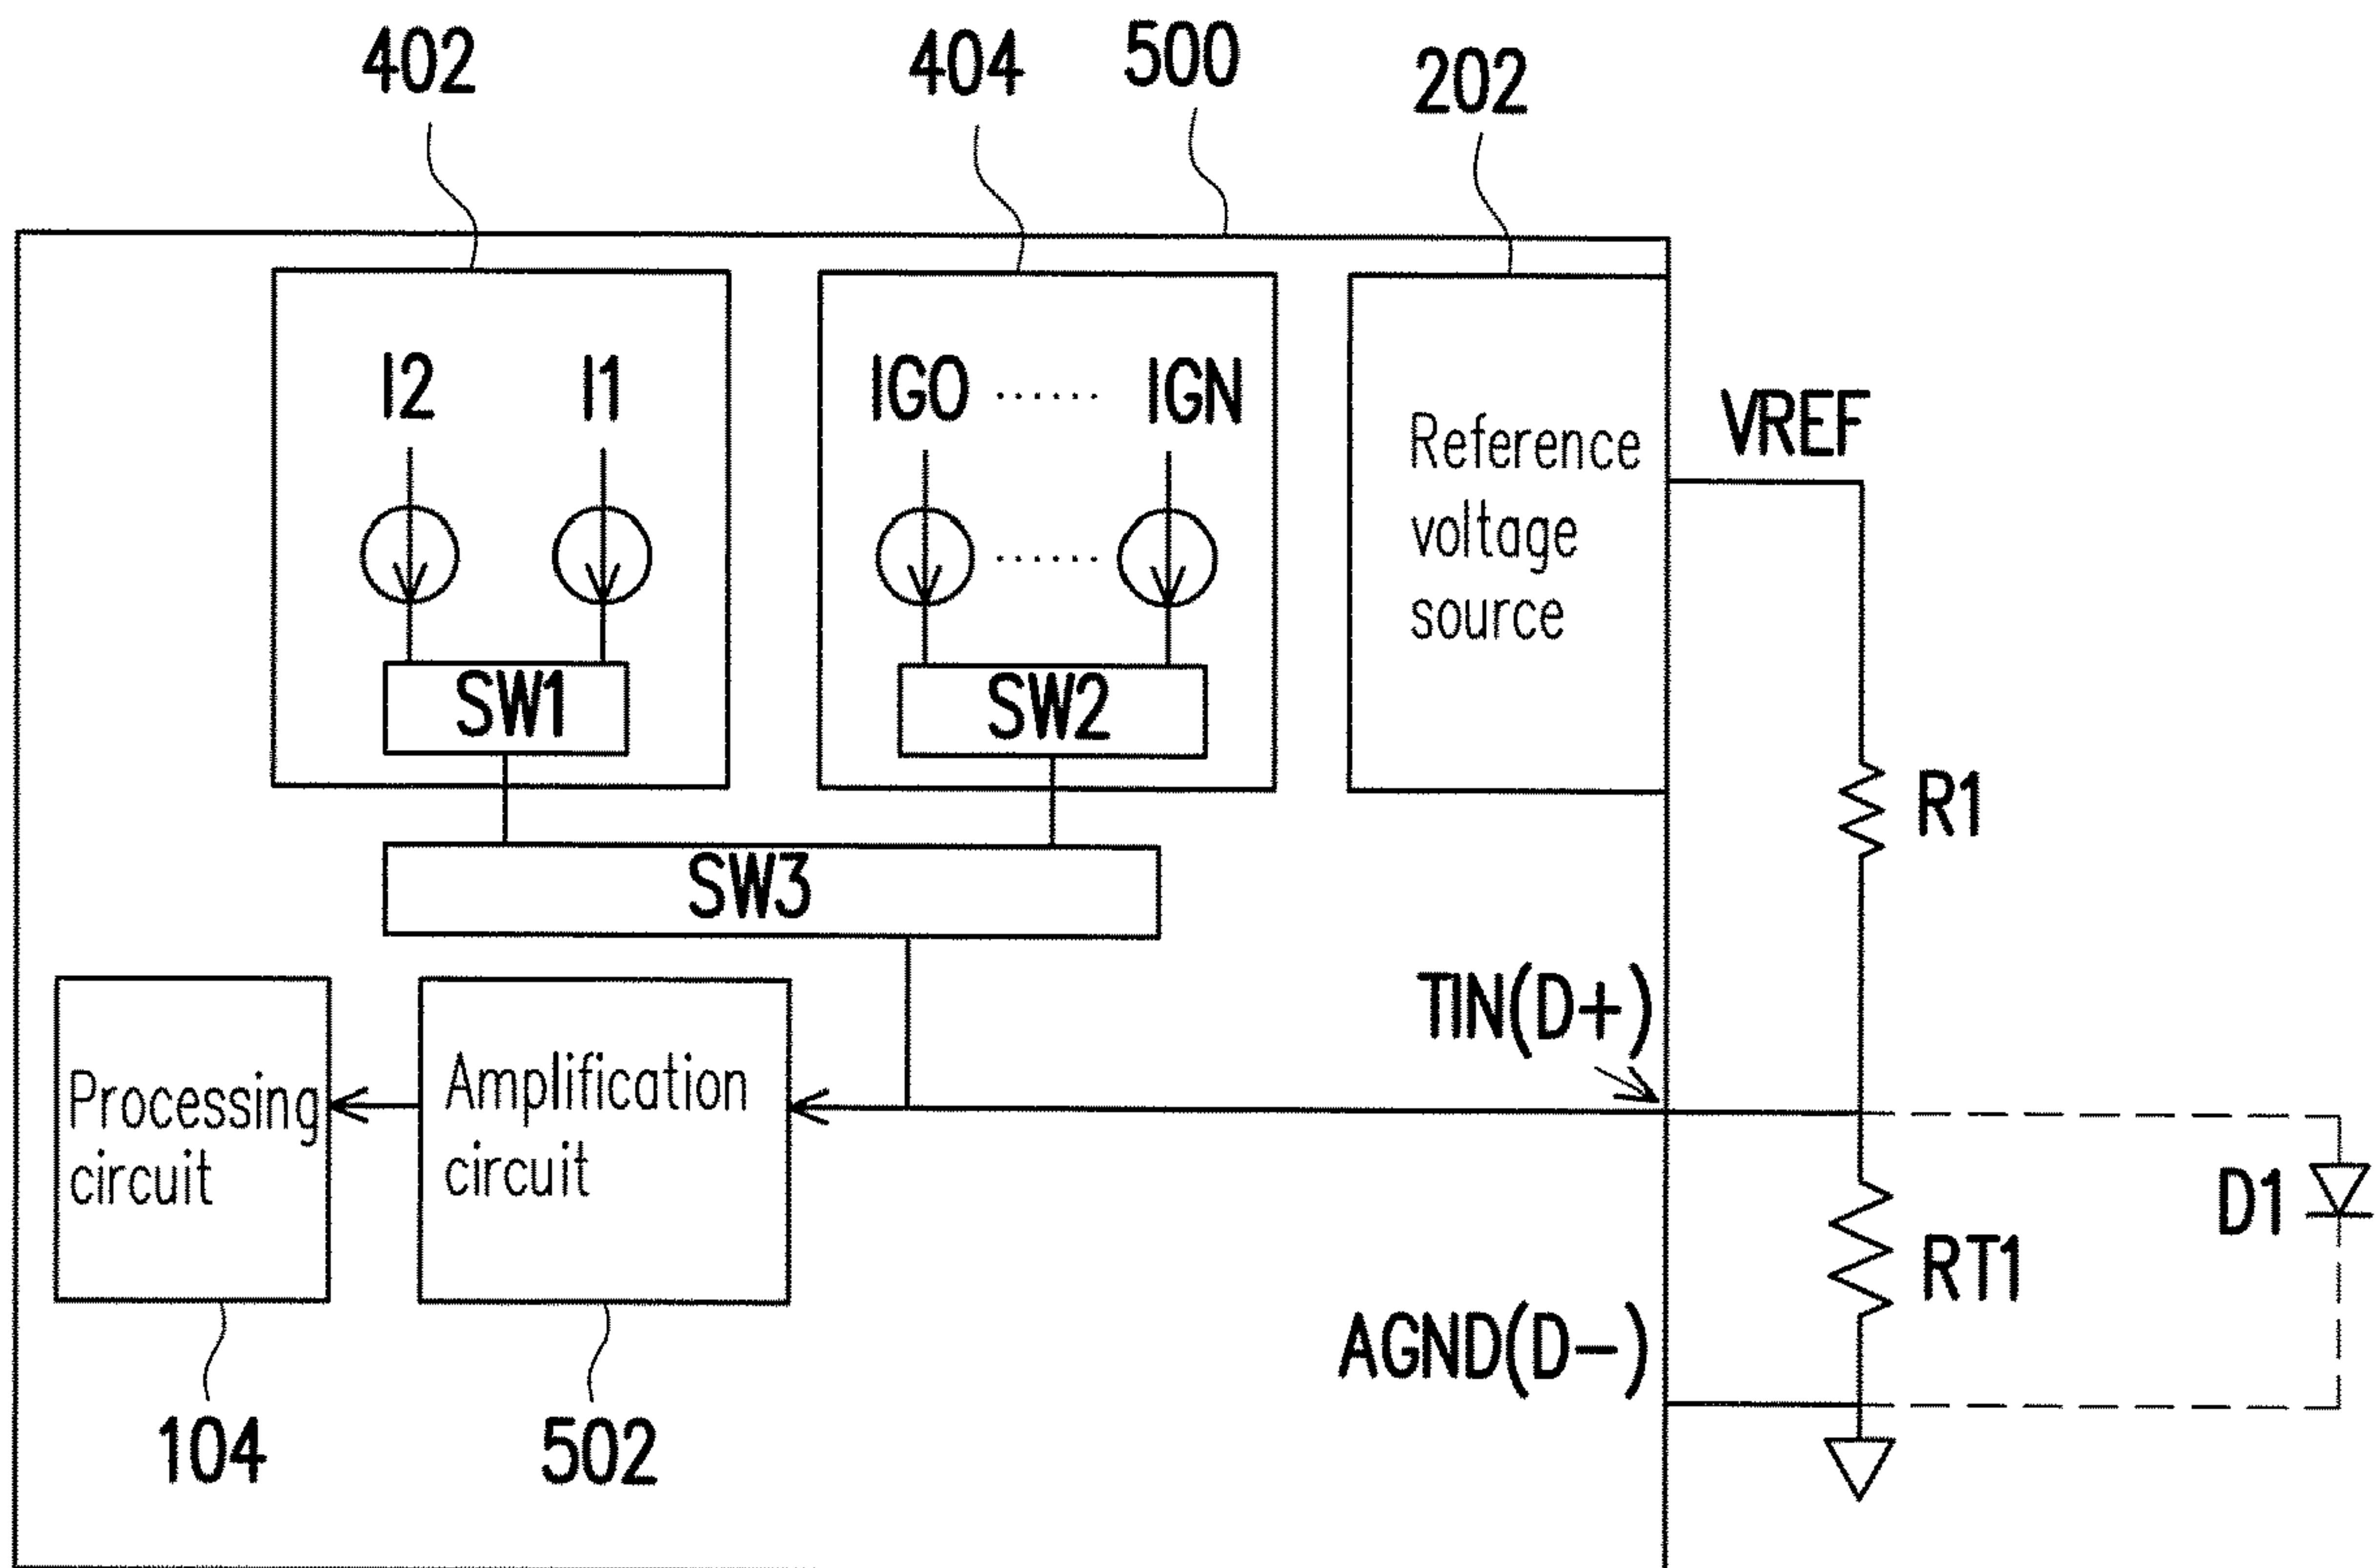 402
404
500
202
I2
I1
IGO ...... IGN
......
Reference
voltage
source
VREF
SW1
SW2
R1
SW3
TIN(D+)
Processing
circuit
Amplification
circuit
D1
RT1
AGND(D-)
104
502